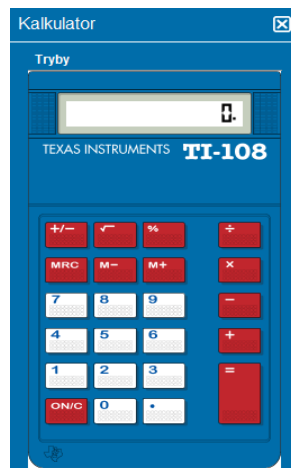 Kalkulator
Tryby
0.
TEXAS INSTRUMENTS TI-108
+/− √ % ÷
MRC M− M+ ×
7 8 9 −
4 5 6 +
1 2 3 =
ON/C 0 •